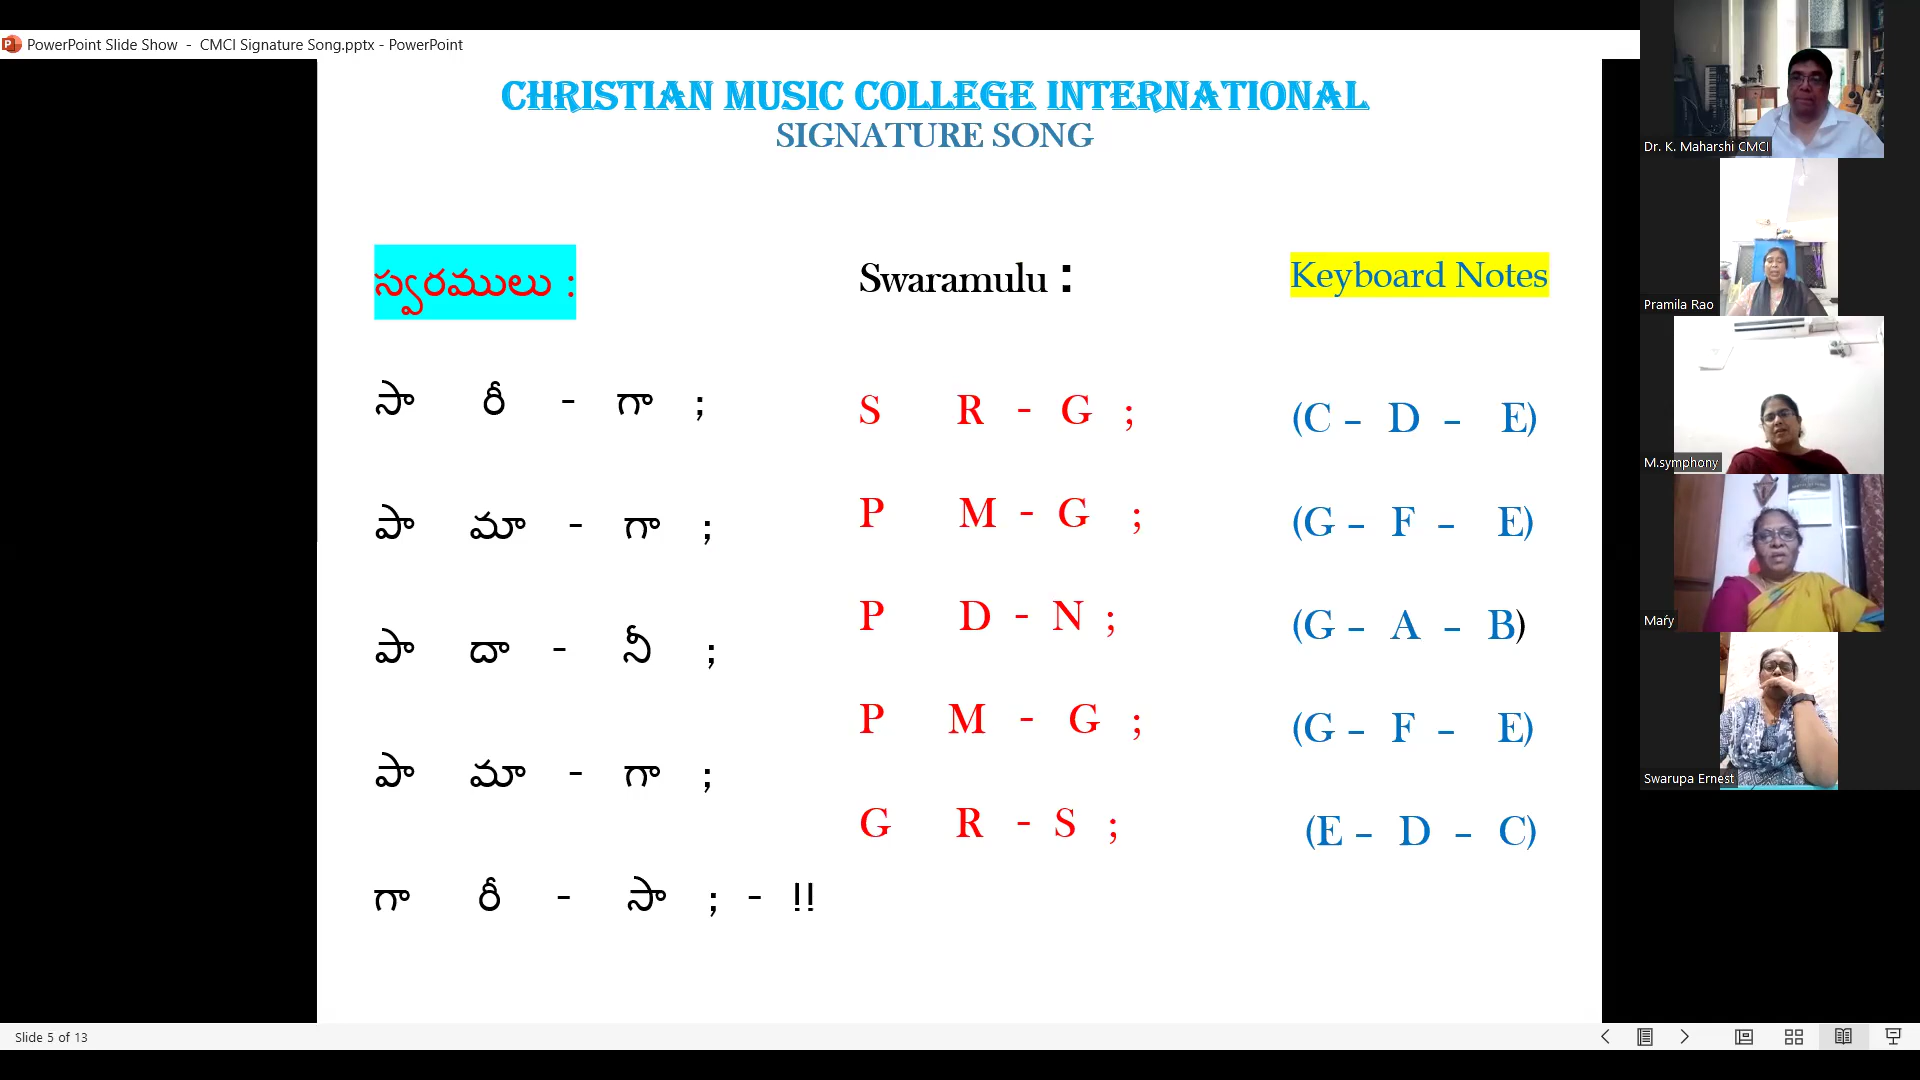 PowerPoint Slide Show - CMCI Signature Song.pptx - PowerPoint
CHRISTIAN MUSIC COLLEGE INTERNATIONAL
SIGNATURE SONG
స్వరములు :
సా రీ - గా ;
పా మా - గా ;
పా దా - నీ ;
పా మా - గా ;
గా రీ - సా ; - !!
Swaramulu :
S R - G ;
P M - G ;
P D - N ;
P M - G ;
G R - S ;
Keyboard Notes
(C – D – E)
(G – F – E)
(G – A – B)
(G – F – E)
(E – D – C)
Dr. K. Maharshi CMCI
Pramila Rao
M.symphony
Mary
Swarupa Ernest
Slide 5 of 13